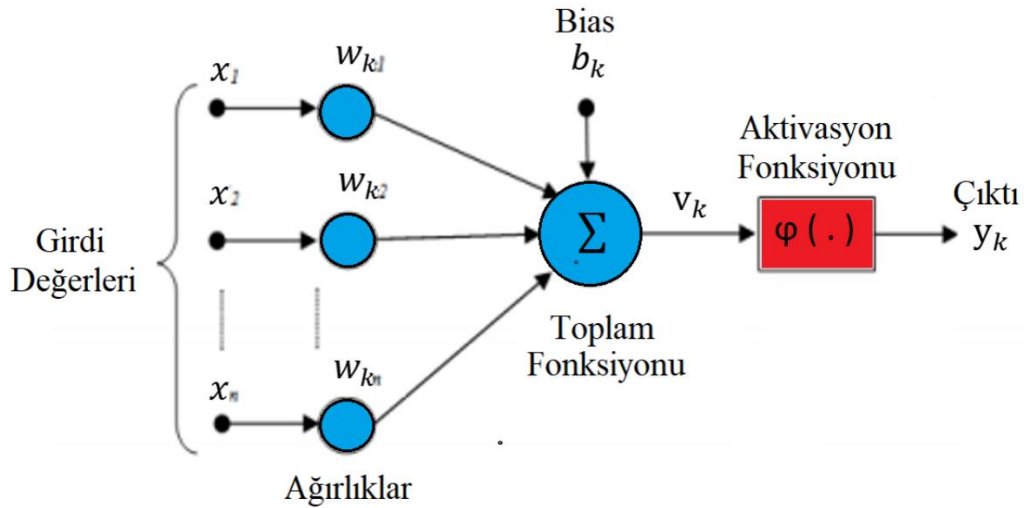 Bias
b_k
x_1
w_k1
Aktivasyon
Fonksiyonu
x_2
w_k2
v_k
φ(.)
Çıktı
y_k
Girdi
Değerleri
Σ
Toplam
Fonksiyonu
x_n
w_kn
Ağırlıklar